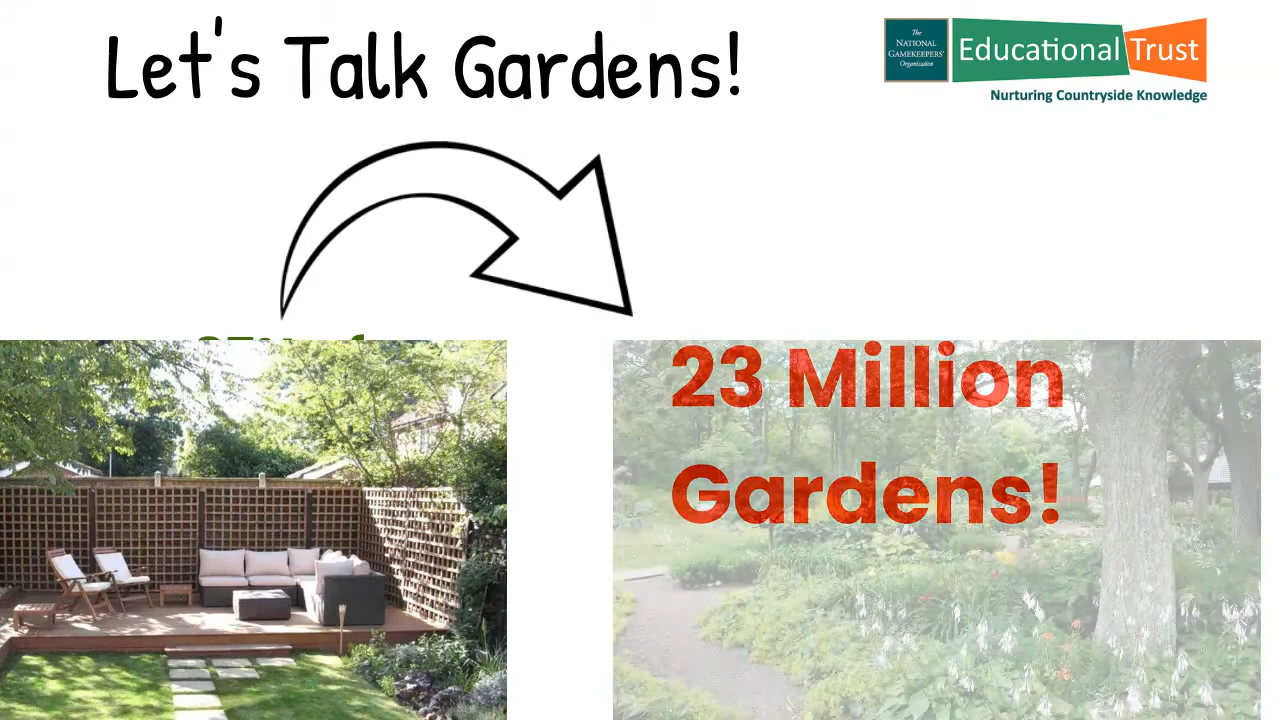 Let's Talk Gardens!
The
NATIONAL
GAMEKEEPERS'
Organisation
Educational Trust
Nurturing Countryside Knowledge
23 Million
Gardens!